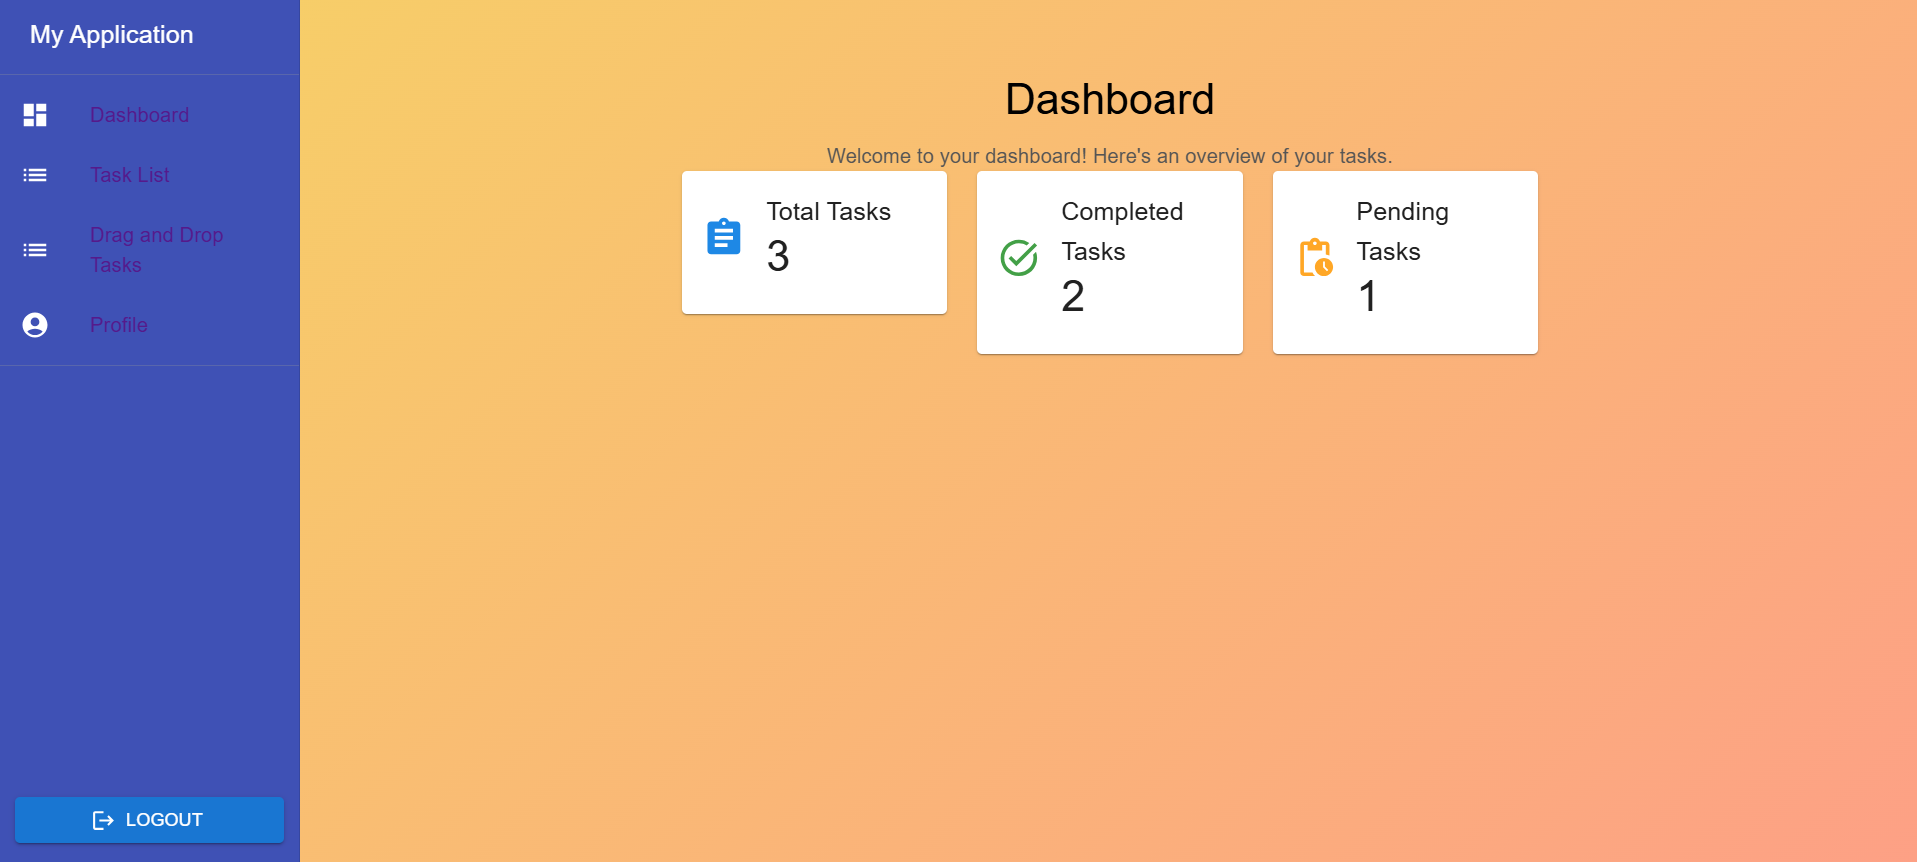 My Application
Dashboard
Task List
Drag and Drop
Tasks
Profile
LOGOUT
Dashboard
Welcome to your dashboard! Here's an overview of your tasks.
Total Tasks
3
Completed
Tasks
2
Pending
Tasks
1